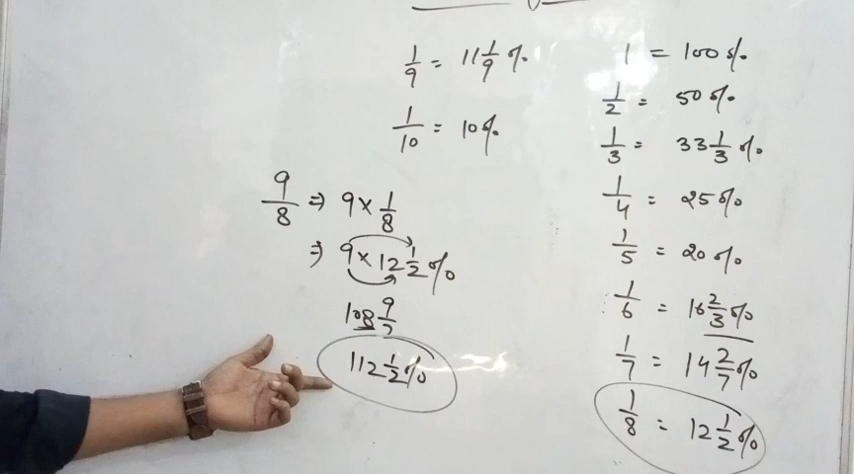 1/9 = 11 1/9 %
1/10 = 10%
9/8 ⇒ 9 × 1/8
⇒ 9 × 12 1/2 %
108 9/2
112 1/2 %
1 = 100%
1/2 = 50%
1/3 = 33 1/3 %
1/4 = 25%
1/5 = 20%
1/6 = 16 2/3 %
1/7 = 14 2/7 %
1/8 = 12 1/2 %